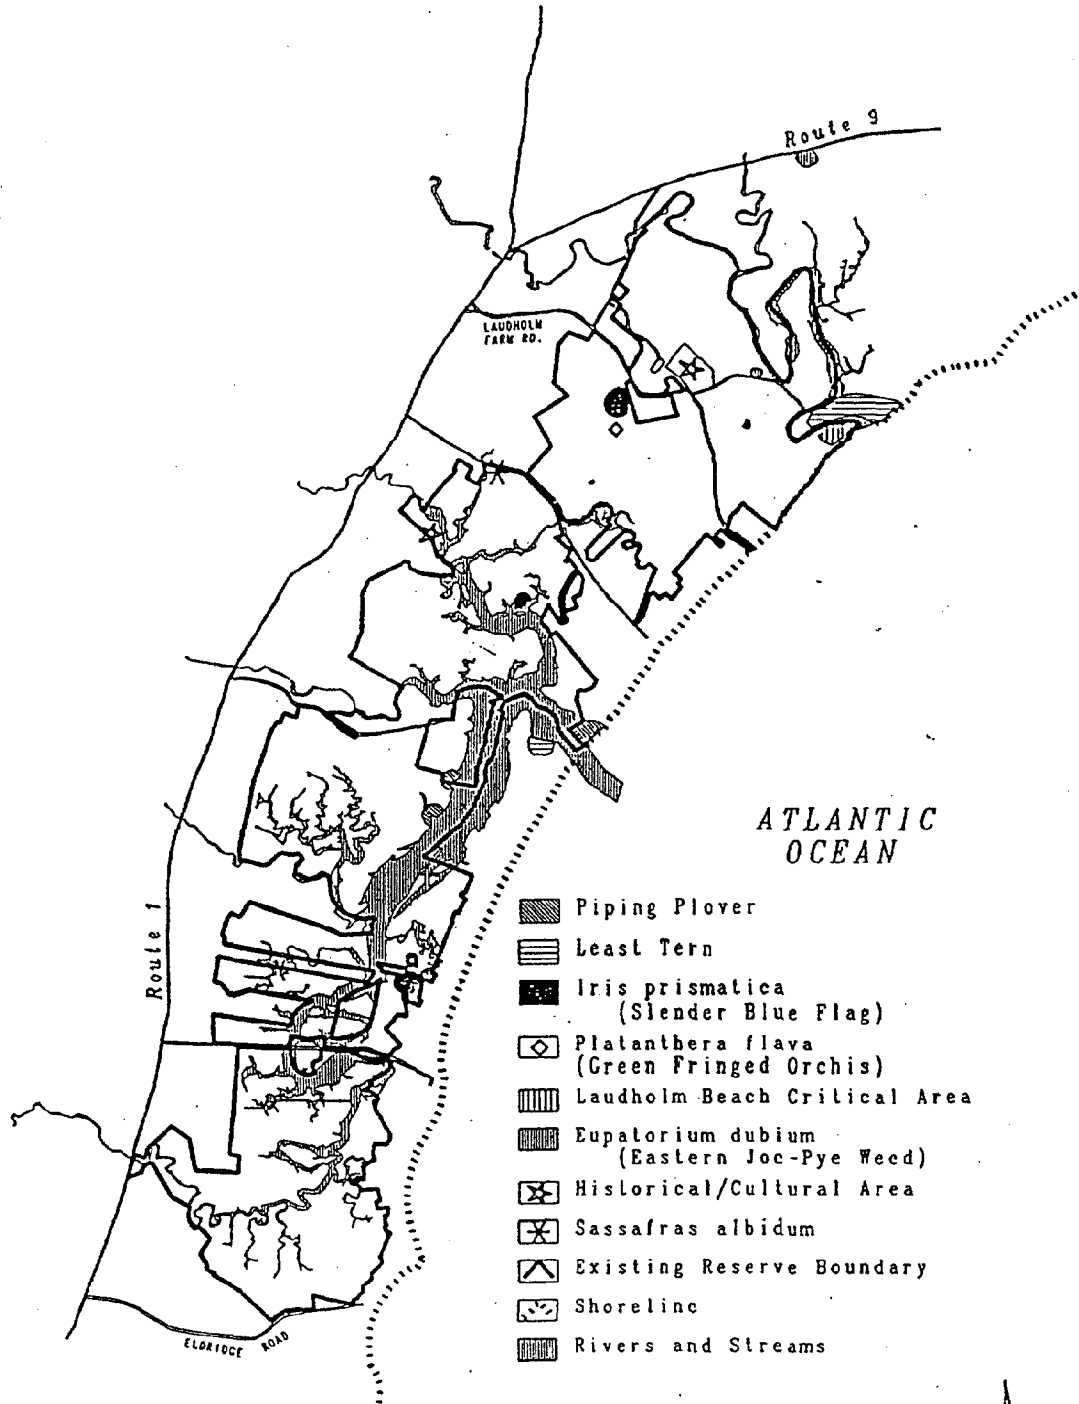 Route 9
LAUDHOLM
FARM RD.
ATLANTIC
OCEAN
Route 1
Piping Plover
Least Tern
Iris prismatica
(Slender Blue Flag)
Platanthera flava
(Green Fringed Orchis)
Laudholm Beach Critical Area
Eupatorium dubium
(Eastern Joc-Pye Weed)
Historical/Cultural Area
Sassafras albidum
Existing Reserve Boundary
Shoreline
Rivers and Streams
ELDRIDGE ROAD